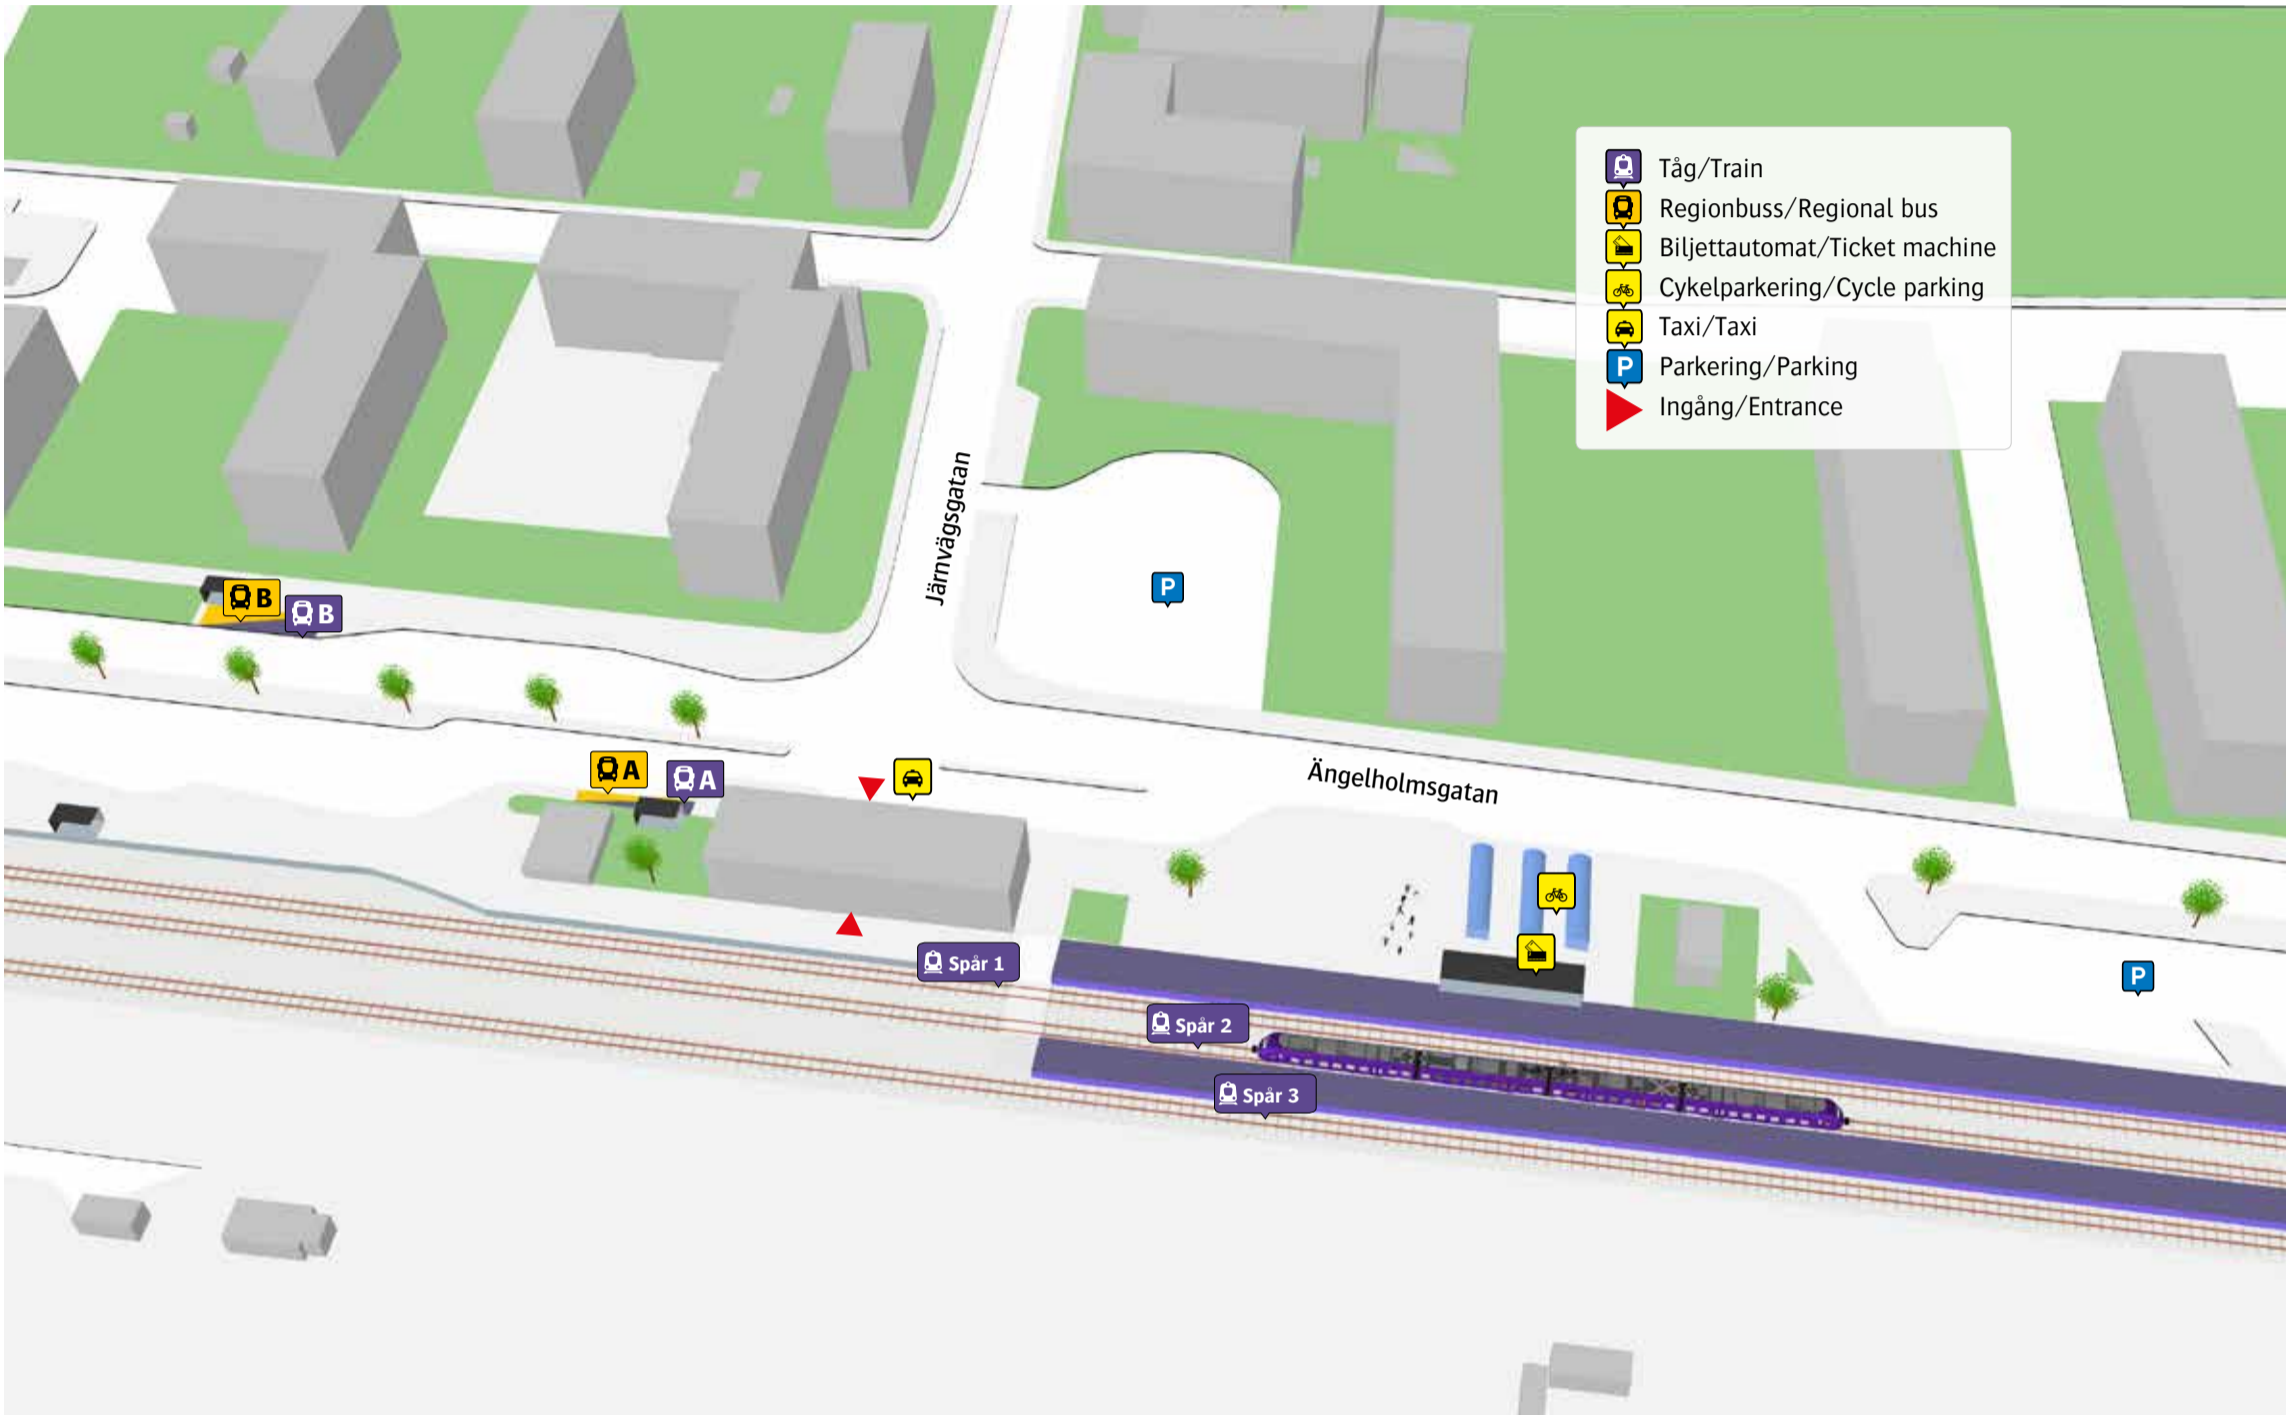 Tåg/Train
Regionbuss/Regional bus
Biljettautomat/Ticket machine
Cykelparkering/Cycle parking
Taxi/Taxi
P Parkering/Parking
Ingång/Entrance
Järnvägsgatan
P
B
B
A
A
Ängelholmsgatan
Spår 1
P
Spår 2
Spår 3